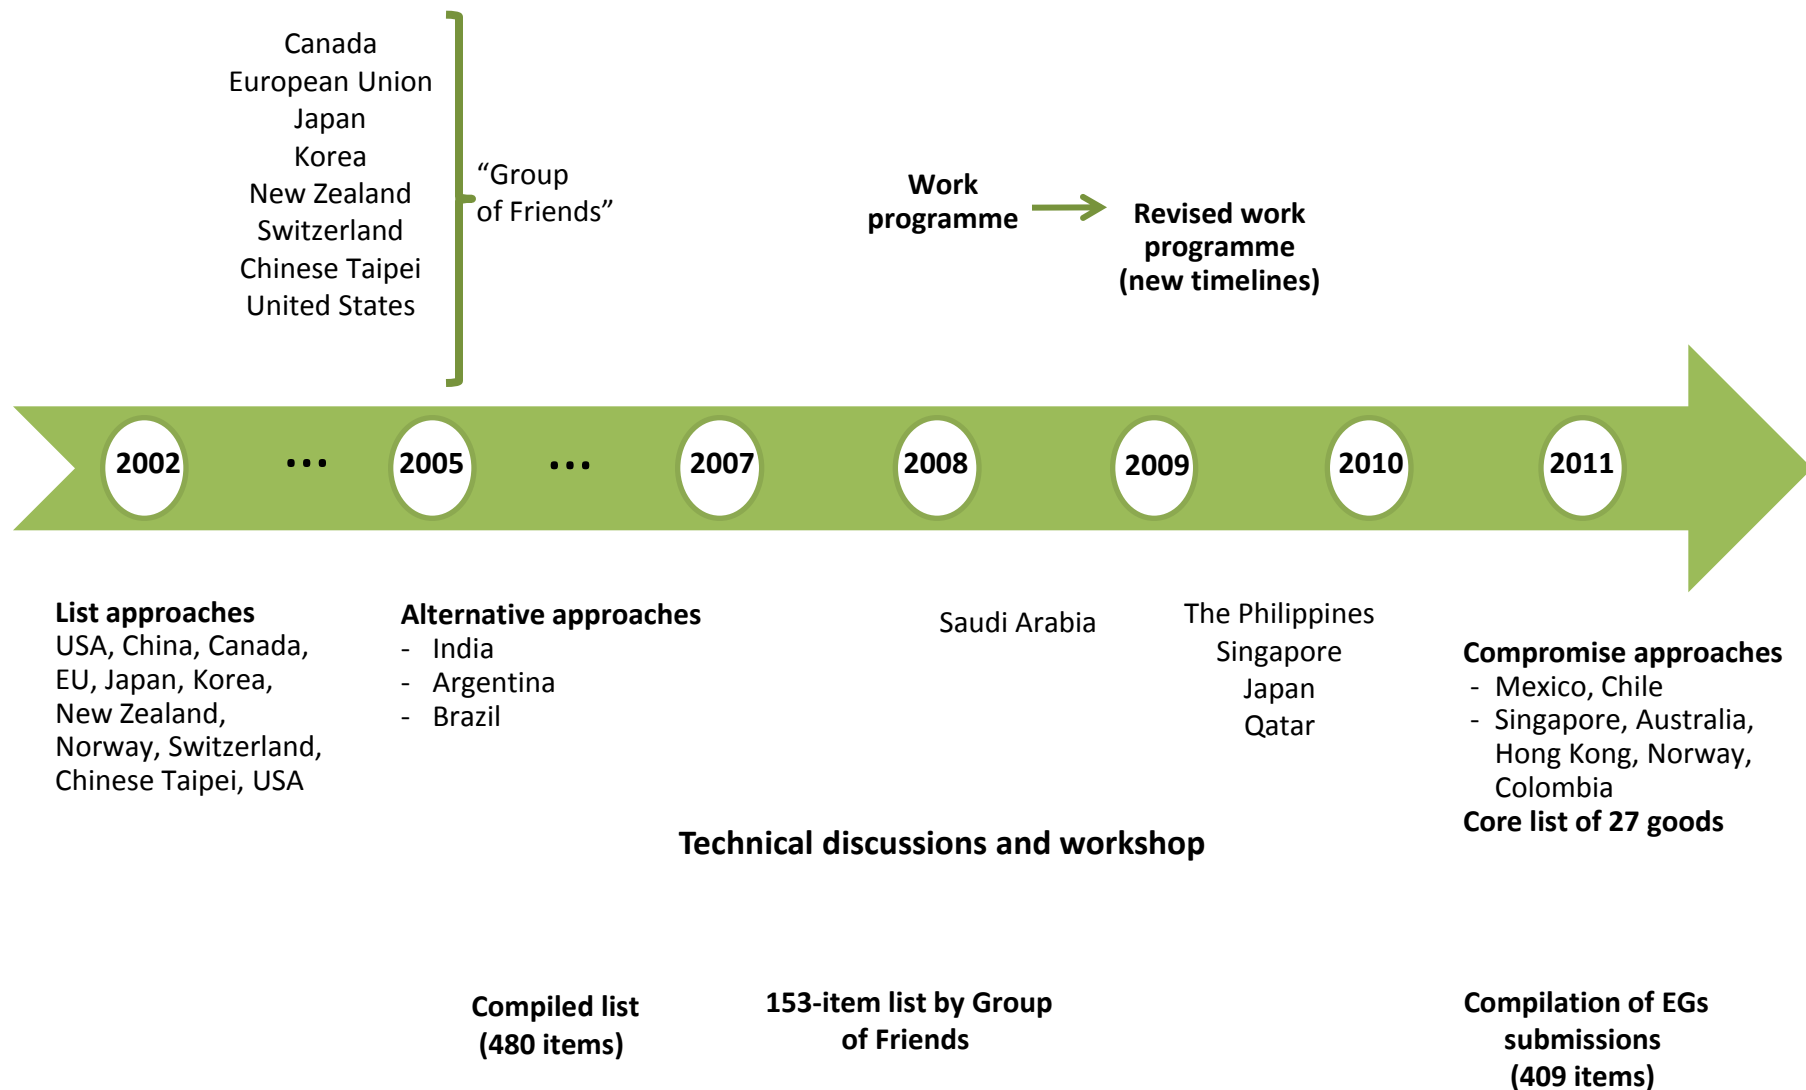 Canada
European Union
Japan
Korea
New Zealand
Switzerland
Chinese Taipei
United States
“Group
of Friends”
Work
programme
Revised work
programme
(new timelines)
2002
...
2005
...
2007
2008
2009
2010
2011
List approaches
USA, China, Canada,
EU, Japan, Korea,
New Zealand,
Norway, Switzerland,
Chinese Taipei, USA
Alternative approaches
- India
- Argentina
- Brazil
Saudi Arabia
The Philippines
Singapore
Japan
Qatar
Compromise approaches
- Mexico, Chile
- Singapore, Australia,
Hong Kong, Norway,
Colombia
Core list of 27 goods
Technical discussions and workshop
Compiled list
(480 items)
153-item list by Group
of Friends
Compilation of EGs
submissions
(409 items)